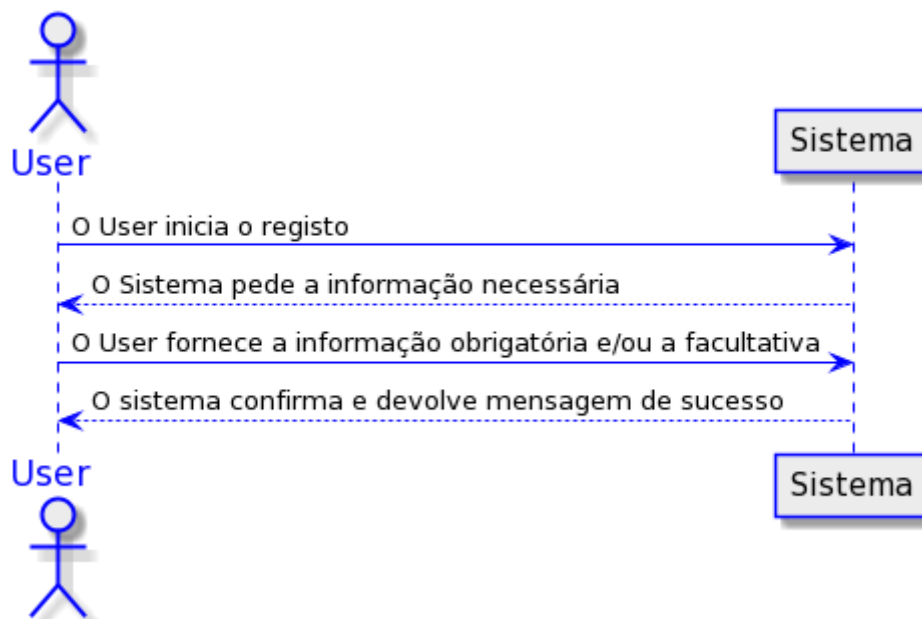 User
Sistema
O User inicia o registo
O Sistema pede a informação necessária
O User fornece a informação obrigatória e/ou a facultativa
O sistema confirma e devolve mensagem de sucesso
User
Sistema